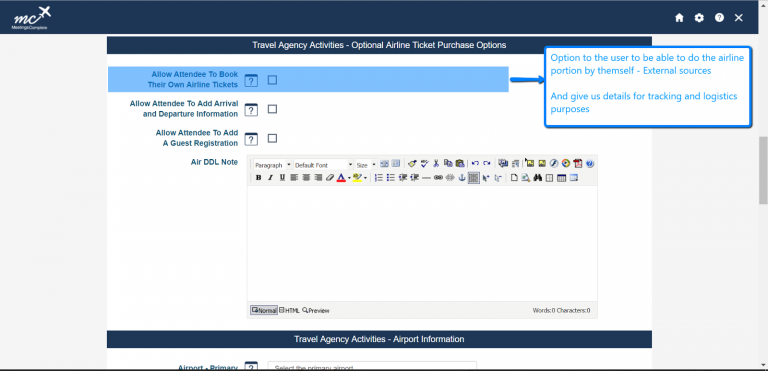 mc
MeetingsComplete
Travel Agency Activities - Optional Airline Ticket Purchase Options
Allow Attendee To Book
Their Own Airline Tickets
?
Option to the user to be able to do the airline
portion by themself - External sources
And give us details for tracking and logistics
purposes
Allow Attendee To Add Arrival
and Departure Information
?
Allow Attendee To Add
A Guest Registration
?
Air DDL Note
Paragraph Default Font Size
B I U
Normal HTML Preview Words:0 Characters:0
Travel Agency Activities - Airport Information
Airport - Primary
?
Select the primary airport